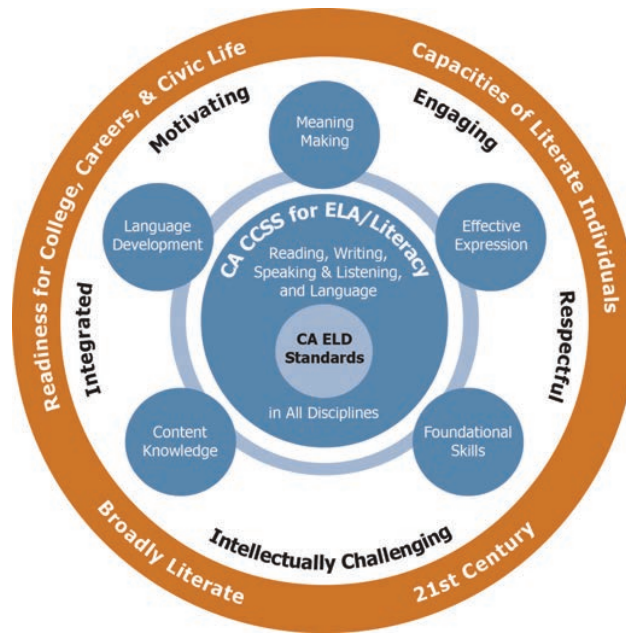 Readiness for College, Careers, & Civic Life
Capacities of Literate Individuals
Motivating
Engaging
Meaning
Making
Language
Development
Effective
Expression
CA CCSS for ELA/Literacy
Reading, Writing,
Speaking & Listening,
and Language
CA ELD
Standards
in All Disciplines
Integrated
Respectful
Content
Knowledge
Foundational
Skills
Intellectually Challenging
Broadly Literate
21st Century